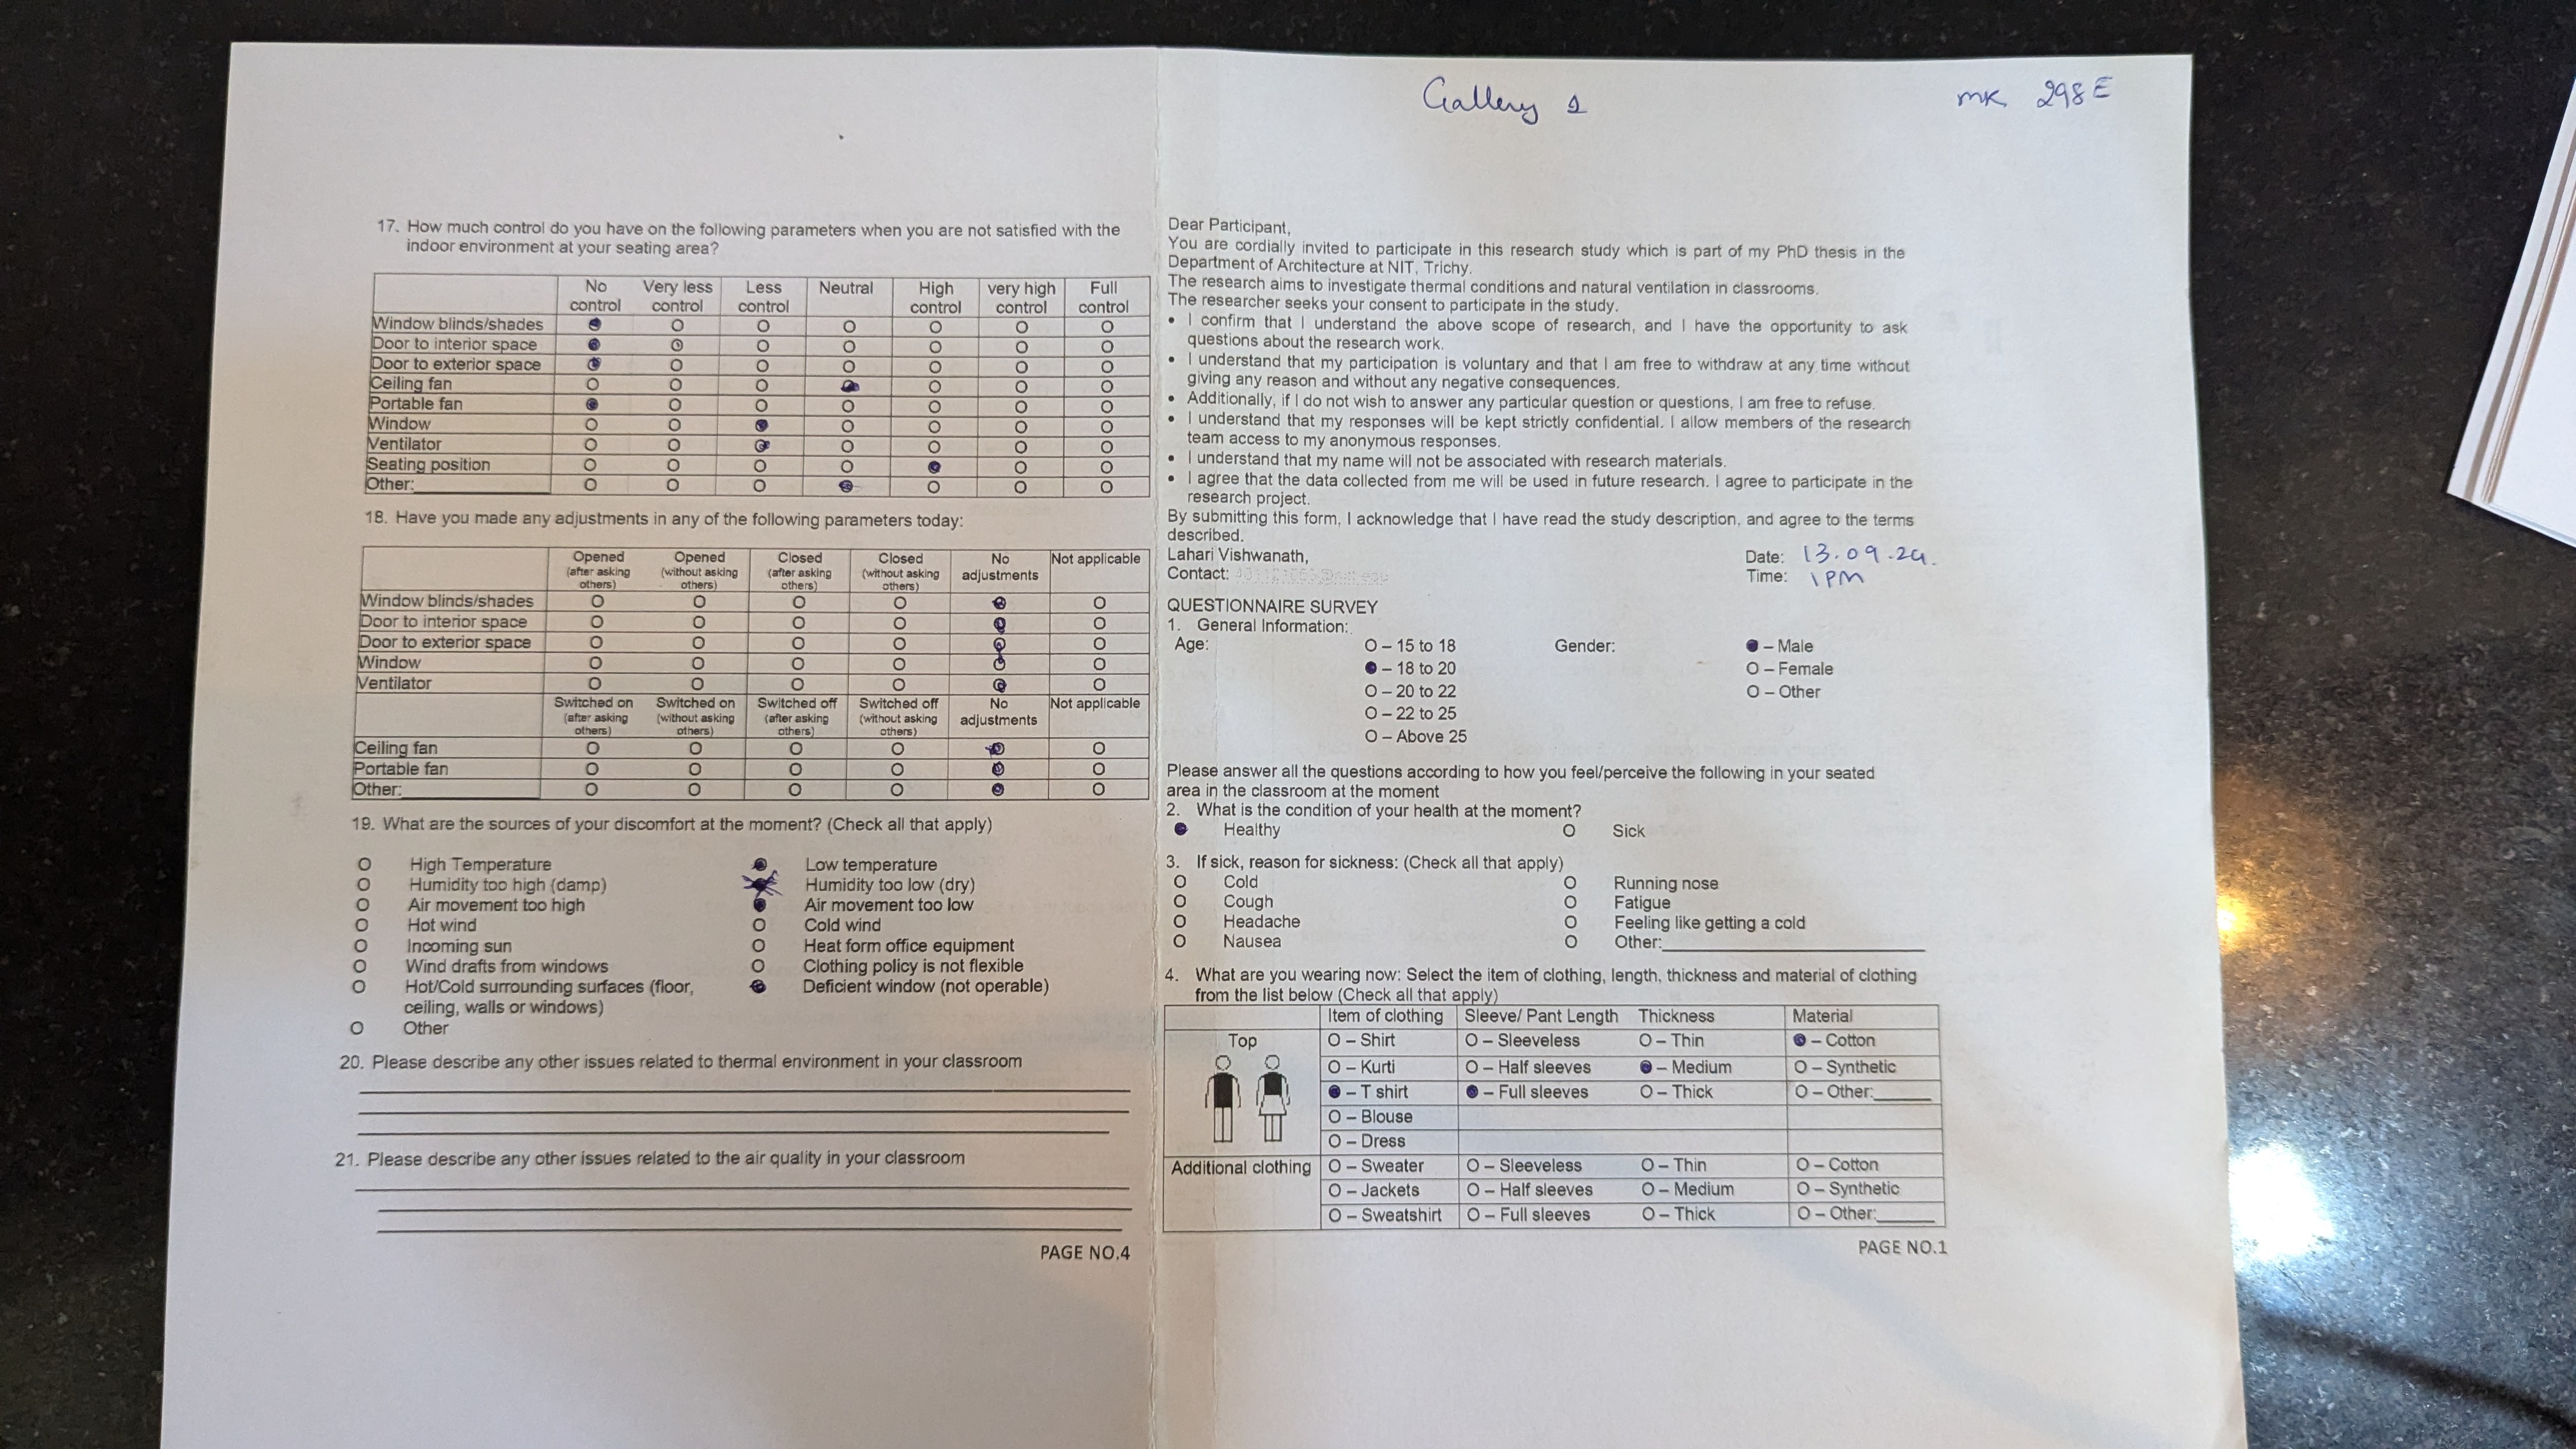 Gallery 1
MK 298E
17. How much control do you have on the following parameters when you are not satisfied with the
indoor environment at your seating area?
No control Very less control Less control Neutral High control very high control Full control
Window blinds/shades
Door to interior space
Door to exterior space
Ceiling fan
Portable fan
Window
Ventilator
Seating position
Other:
18. Have you made any adjustments in any of the following parameters today:
Opened (after asking others) Opened (without asking others) Closed (after asking others) Closed (without asking others) No adjustments Not applicable
Window blinds/shades
Door to interior space
Door to exterior space
Window
Ventilator
Switched on (after asking others) Switched on (without asking others) Switched off (after asking others) Switched off (without asking others) No adjustments Not applicable
Ceiling fan
Portable fan
Other:
19. What are the sources of your discomfort at the moment? (Check all that apply)
O High Temperature Low temperature
O Humidity too high (damp) Humidity too low (dry)
O Air movement too high Air movement too low
O Hot wind O Cold wind
O Incoming sun O Heat form office equipment
O Wind drafts from windows O Clothing policy is not flexible
O Hot/Cold surrounding surfaces (floor, Deficient window (not operable)
ceiling, walls or windows)
O Other
20. Please describe any other issues related to thermal environment in your classroom
21. Please describe any other issues related to the air quality in your classroom
PAGE NO.4
Dear Participant,
You are cordially invited to participate in this research study which is part of my PhD thesis in the
Department of Architecture at NIT, Trichy.
The research aims to investigate thermal conditions and natural ventilation in classrooms.
The researcher seeks your consent to participate in the study.
• I confirm that I understand the above scope of research, and I have the opportunity to ask
questions about the research work.
• I understand that my participation is voluntary and that I am free to withdraw at any time without
giving any reason and without any negative consequences.
• Additionally, if I do not wish to answer any particular question or questions, I am free to refuse.
• I understand that my responses will be kept strictly confidential. I allow members of the research
team access to my anonymous responses.
• I understand that my name will not be associated with research materials.
• I agree that the data collected from me will be used in future research. I agree to participate in the
research project.
By submitting this form, I acknowledge that I have read the study description, and agree to the terms
described.
Lahari Vishwanath, Date: 13.09.24.
Contact: Time: 1PM
QUESTIONNAIRE SURVEY
1. General Information:
Age: O – 15 to 18 Gender: – Male
– 18 to 20 O – Female
O – 20 to 22 O – Other
O – 22 to 25
O – Above 25
Please answer all the questions according to how you feel/perceive the following in your seated
area in the classroom at the moment
2. What is the condition of your health at the moment?
Healthy O Sick
3. If sick, reason for sickness: (Check all that apply)
O Cold O Running nose
O Cough O Fatigue
O Headache O Feeling like getting a cold
O Nausea O Other:
4. What are you wearing now: Select the item of clothing, length, thickness and material of clothing
from the list below (Check all that apply)
Item of clothing Sleeve/ Pant Length Thickness Material
Top O – Shirt O – Sleeveless O – Thin – Cotton
O – Kurti O – Half sleeves – Medium O – Synthetic
– T shirt – Full sleeves O – Thick O – Other:
O – Blouse
O – Dress
Additional clothing O – Sweater O – Sleeveless O – Thin O – Cotton
O – Jackets O – Half sleeves O – Medium O – Synthetic
O – Sweatshirt O – Full sleeves O – Thick O – Other:
PAGE NO.1